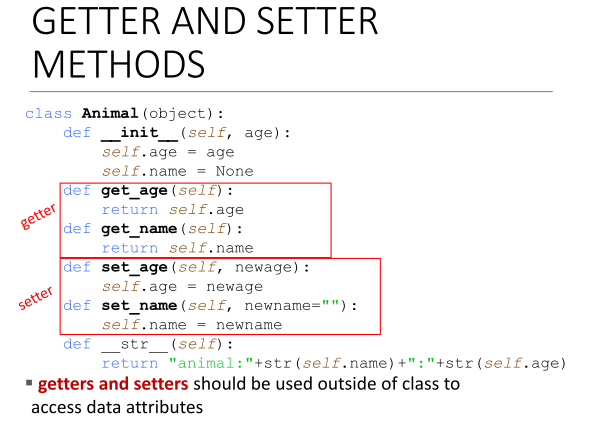 GETTER AND SETTER
METHODS
class Animal(object):
    def __init__(self, age):
        self.age = age
        self.name = None
    def get_age(self):
        return self.age
getter
    def get_name(self):
        return self.name
    def set_age(self, newage):
        self.age = newage
setter
    def set_name(self, newname=""):
        self.name = newname
    def __str__(self):
        return "animal:"+str(self.name)+":"+str(self.age)
▪ getters and setters should be used outside of class to
access data attributes